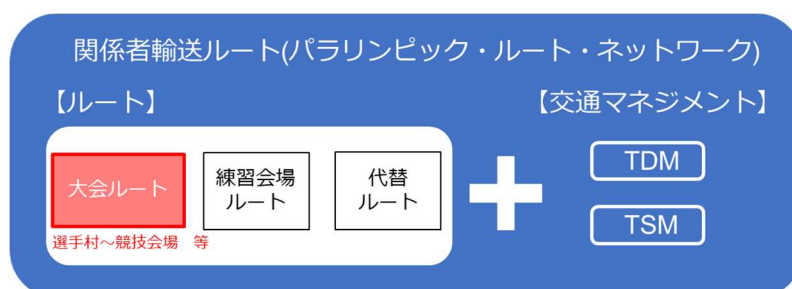 関係者輸送ルート(パラリンピック・ルート・ネットワーク)
【ルート】
【交通マネジメント】
大会ルート
練習会場
ルート
代替
ルート
選手村～競技会場　等
TDM
TSM